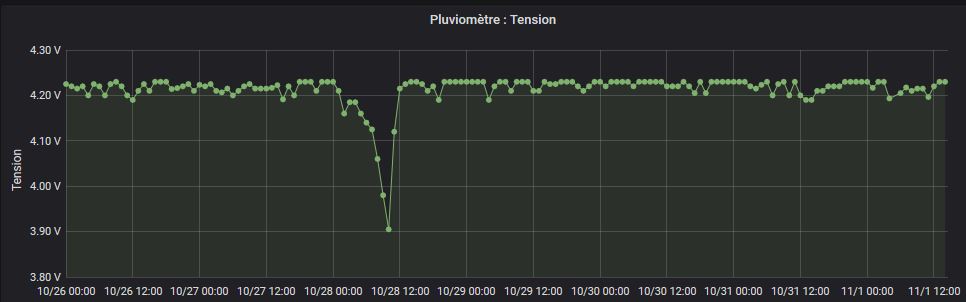 Pluviomètre : Tension
4.30 V
4.20 V
4.10 V
4.00 V
3.90 V
3.80 V
Tension
10/26 00:00 10/26 12:00 10/27 00:00 10/27 12:00 10/28 00:00 10/28 12:00 10/29 00:00 10/29 12:00 10/30 00:00 10/30 12:00 10/31 00:00 10/31 12:00 11/1 00:00 11/1 12:00